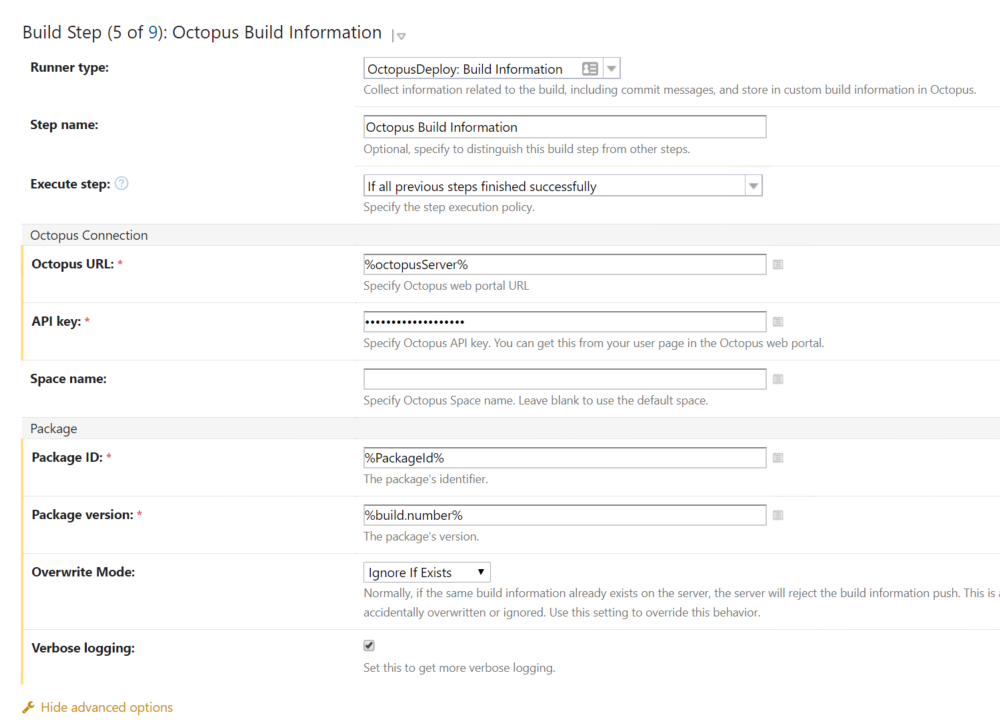 Build Step (5 of 9): Octopus Build Information
Runner type:
OctopusDeploy: Build Information
Collect information related to the build, including commit messages, and store in custom build information in Octopus.
Step name:
Octopus Build Information
Optional, specify to distinguish this build step from other steps.
Execute step:
If all previous steps finished successfully
Specify the step execution policy.
Octopus Connection
Octopus URL: *
%octopusServer%
Specify Octopus web portal URL
API key: *
•••••••••••••••••••
Specify Octopus API key. You can get this from your user page in the Octopus web portal.
Space name:
Specify Octopus Space name. Leave blank to use the default space.
Package
Package ID: *
%PackageId%
The package's identifier.
Package version: *
%build.number%
The package's version.
Overwrite Mode:
Ignore If Exists
Normally, if the same build information already exists on the server, the server will reject the build information push. This is a
accidentally overwritten or ignored. Use this setting to override this behavior.
Verbose logging:
Set this to get more verbose logging.
Hide advanced options